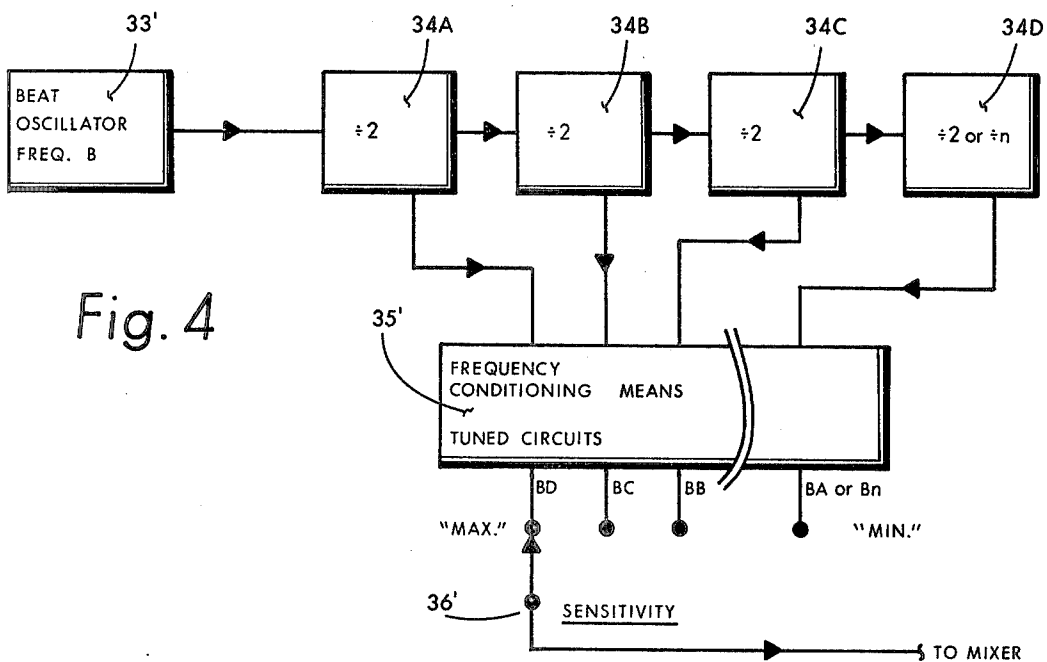 33'
34A
34B
34C
34D
BEAT
OSCILLATOR
FREQ. B
÷2
÷2
÷2
÷2 or ÷n
Fig. 4
35'
FREQUENCY
CONDITIONING MEANS
TUNED CIRCUITS
BD
BC
BB
BA or Bn
"MAX."
"MIN."
36'
SENSITIVITY
TO MIXER